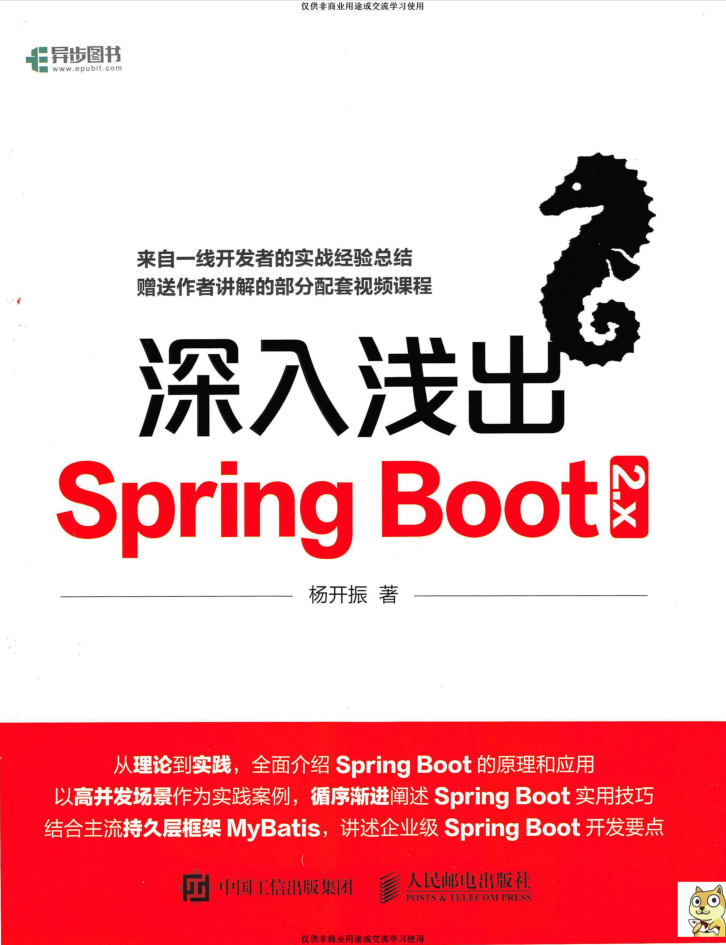 仅供非商业用途或交流学习使用
异步图书
www.epubit.com
来自一线开发者的实战经验总结
赠送作者讲解的部分配套视频课程
深入浅出
Spring Boot 2.x
杨开振 著
从理论到实践，全面介绍 Spring Boot 的原理和应用
以高并发场景作为实践案例，循序渐进阐述 Spring Boot 实用技巧
结合主流持久层框架 MyBatis，讲述企业级 Spring Boot 开发要点
中国工信出版集团
人民邮电出版社
POSTS & TELECOM PRESS
仅供非商业用途或交流学习使用